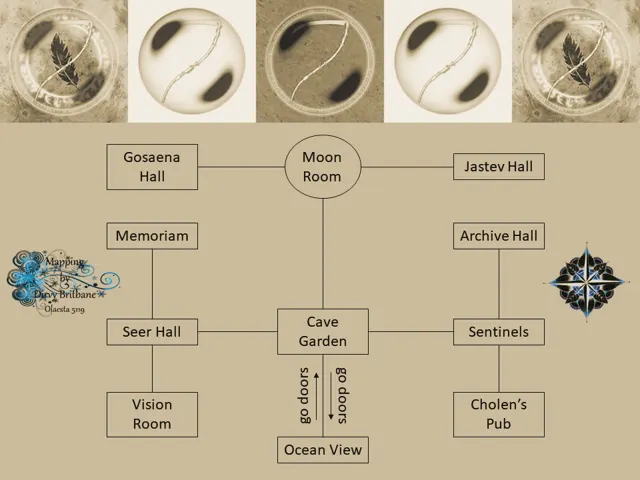 Gosaena
Hall
Moon
Room
Jastev Hall
Memoriam
Archive Hall
Mapping
by
Divvy Brilbane
Olaesta 5119
Seer Hall
Cave
Garden
Sentinels
go doors
go doors
Vision
Room
Cholen's
Pub
Ocean View